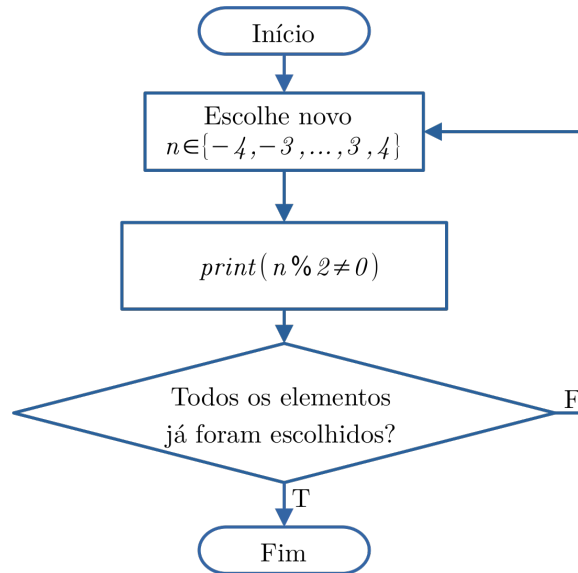 Início
Escolhe novo
n∈{−4,−3,...,3,4}
print(n%2≠0)
Todos os elementos
já foram escolhidos?
F
T
Fim